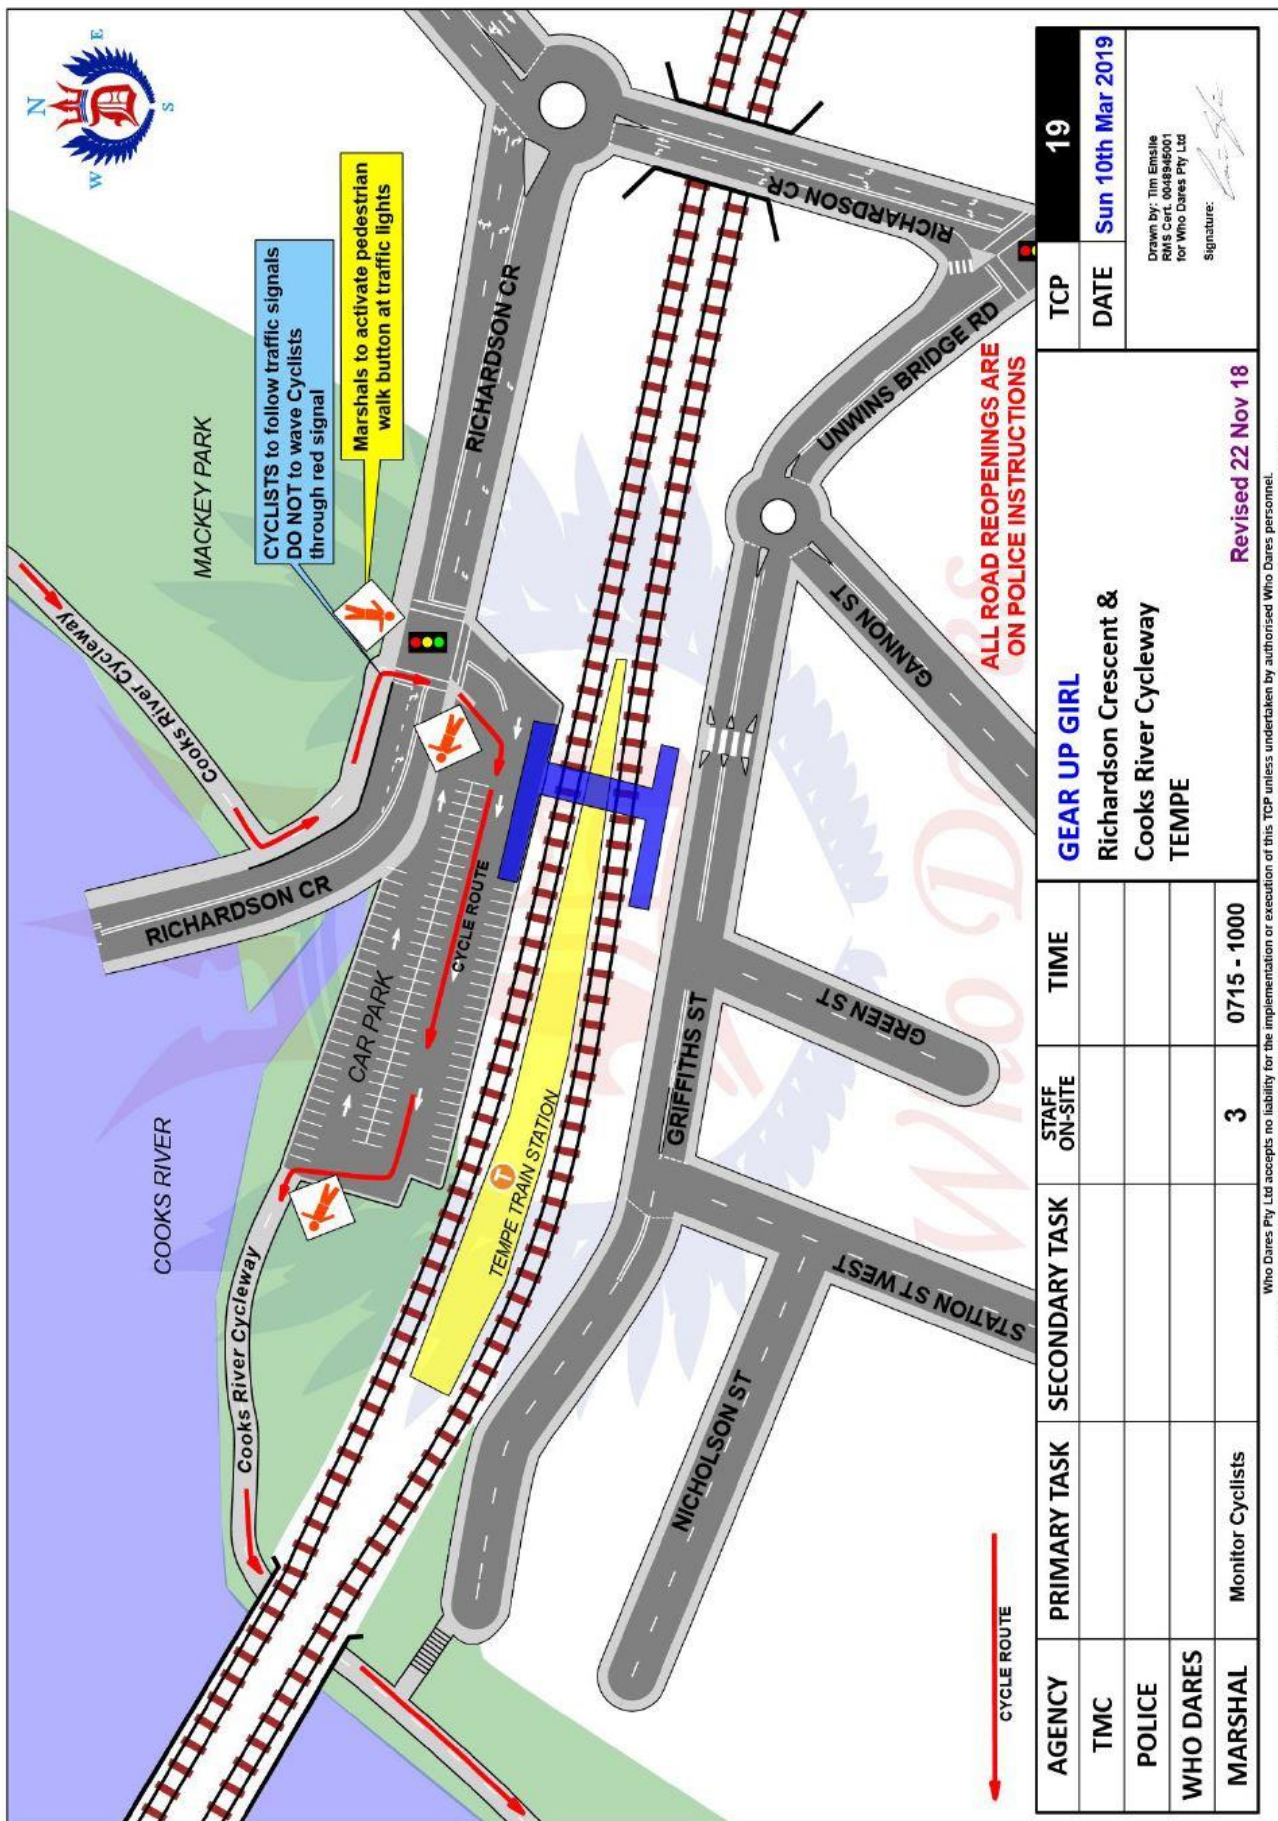 N
E
S
W
MACKEY PARK
COOKS RIVER
CYCLISTS to follow traffic signals
DO NOT to wave Cyclists
through red signal
Marshals to activate pedestrian
walk button at traffic lights
Cooks River Cycleway
Cooks River Cycleway
RICHARDSON CR
RICHARDSON CR
RICHARDSON CR
CAR PARK
CYCLE ROUTE
T
TEMPE TRAIN STATION
GRIFFITHS ST
UNWINS BRIDGE RD
GANNON ST
GREEN ST
STATION ST WEST
NICHOLSON ST
Who Dares
ALL ROAD REOPENINGS ARE
ON POLICE INSTRUCTIONS
CYCLE ROUTE
AGENCY
PRIMARY TASK
SECONDARY TASK
STAFF
ON-SITE
TIME
TMC
POLICE
WHO DARES
MARSHAL
Monitor Cyclists
3
0715 - 1000
GEAR UP GIRL
Richardson Crescent &
Cooks River Cycleway
TEMPE
Revised 22 Nov 18
TCP
19
DATE
Sun 10th Mar 2019
Drawn by: Tim Emslie
RMS Cert. 0048945001
for Who Dares Pty Ltd
Signature:
Who Dares Pty Ltd accepts no liability for the implementation or execution of this TCP unless undertaken by authorised Who Dares personnel.